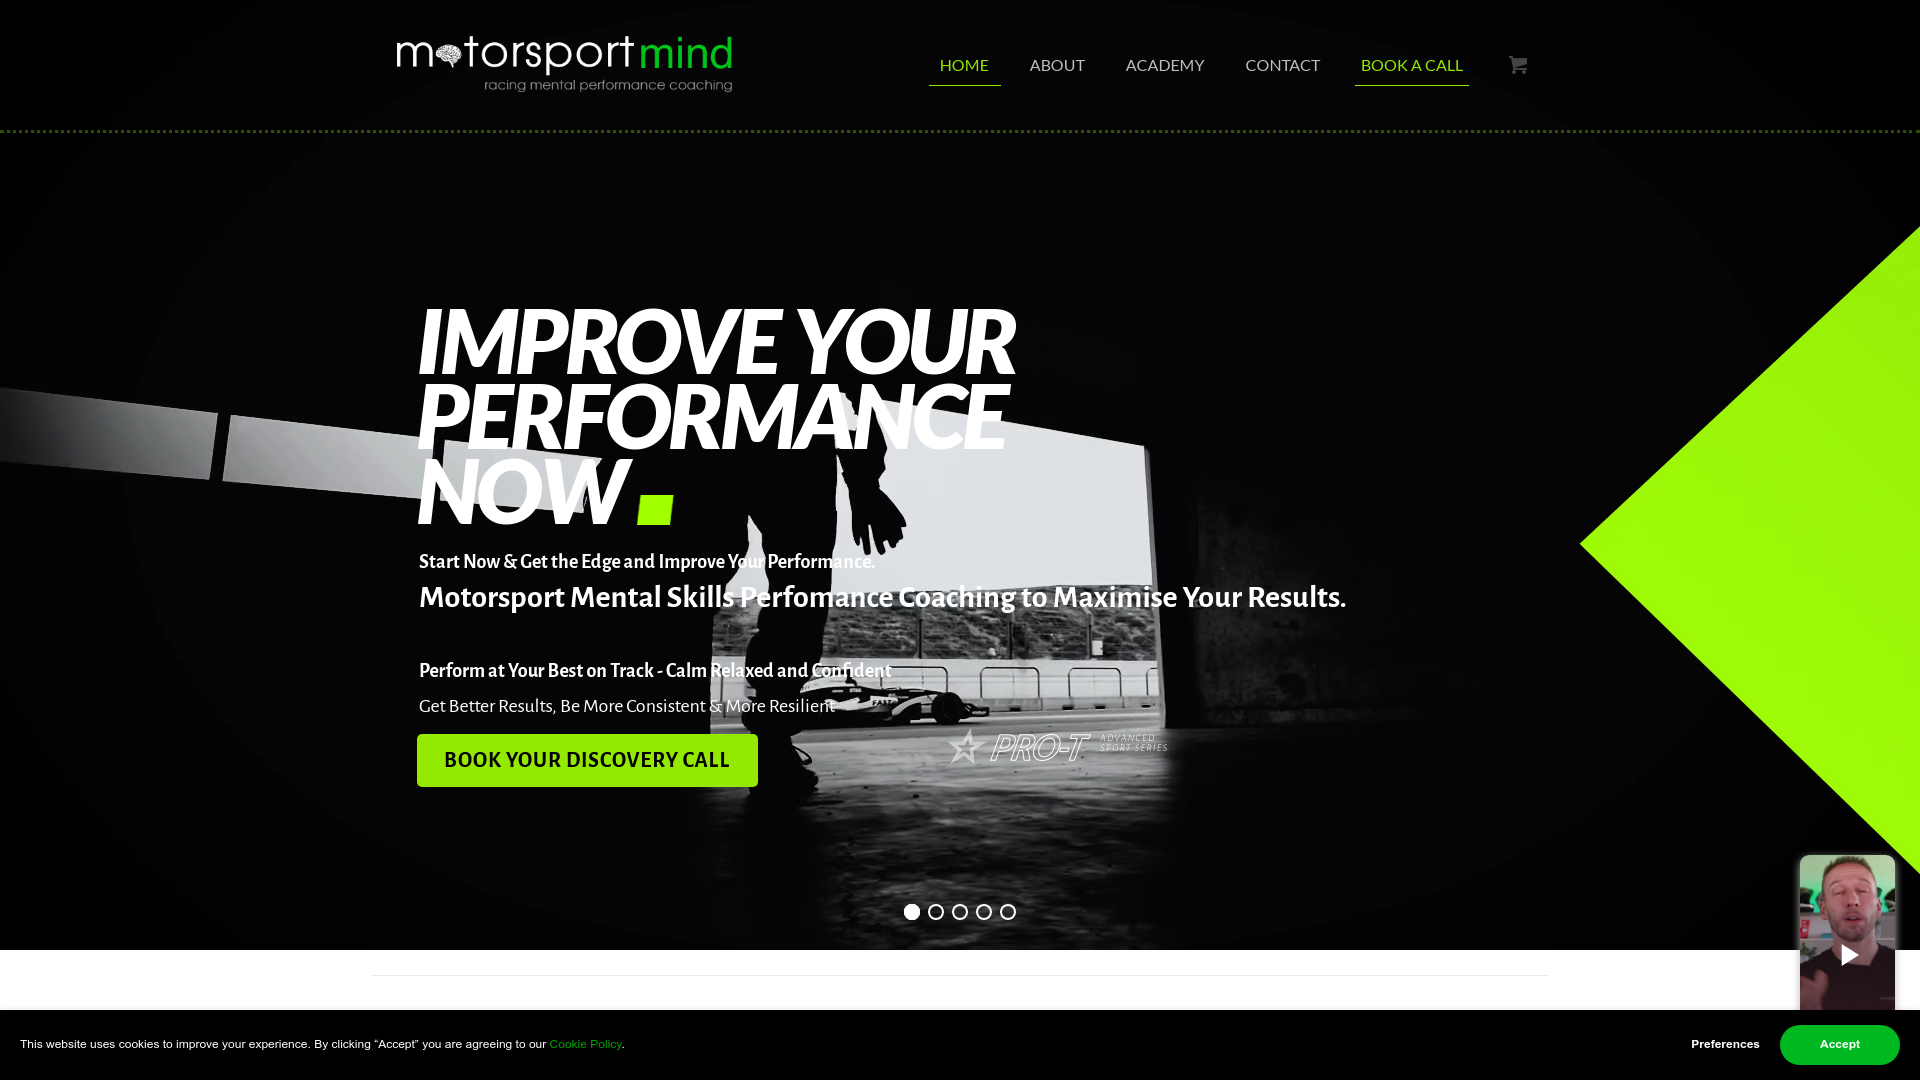 motorsportmind
racing mental performance coaching
HOME
ABOUT
ACADEMY
CONTACT
BOOK A CALL
IMPROVE YOUR
PERFORMANCE
NOW
Start Now & Get the Edge and Improve Your Performance.
Motorsport Mental Skills Perfomance Coaching to Maximise Your Results.
Perform at Your Best on Track - Calm Relaxed and Confident
Get Better Results, Be More Consistent & More Resilient
PRO-T
ADVANCED
SPORT SERIES
BOOK YOUR DISCOVERY CALL
This website uses cookies to improve your experience. By clicking “Accept” you are agreeing to our Cookie Policy.
Preferences
Accept